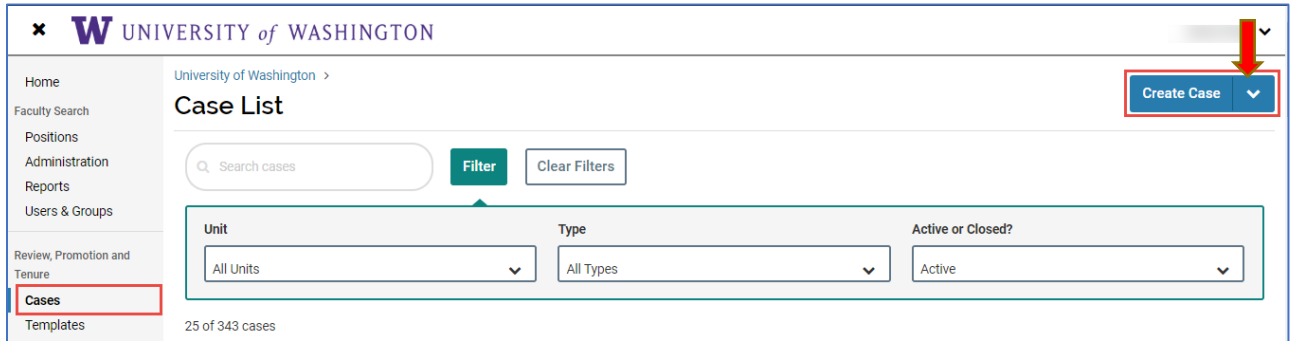 ✖ W UNIVERSITY of WASHINGTON
Home
Faculty Search
Positions
Administration
Reports
Users & Groups
Review, Promotion and
Tenure
Cases
Templates
University of Washington >
Case List
Create Case
Search cases
Filter
Clear Filters
Unit
All Units
Type
All Types
Active or Closed?
Active
25 of 343 cases